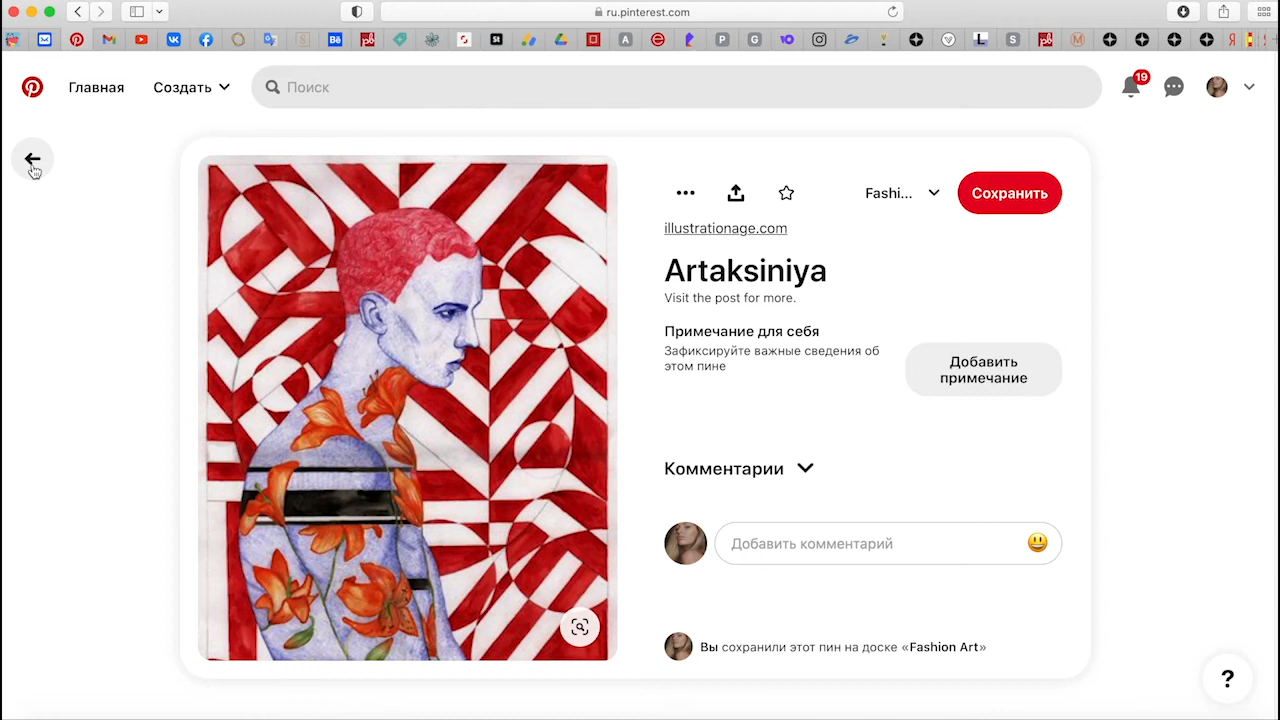 ru.pinterest.com
Bē
St
A
P
G
L
S
M
Я
Главная
Создать
Поиск
19
Fashi...
Сохранить
illustrationage.com
Artaksiniya
Visit the post for more.
Примечание для себя
Зафиксируйте важные сведения об
этом пине
Добавить
примечание
Комментарии
Добавить комментарий
Вы сохранили этот пин на доске «Fashion Art»
?